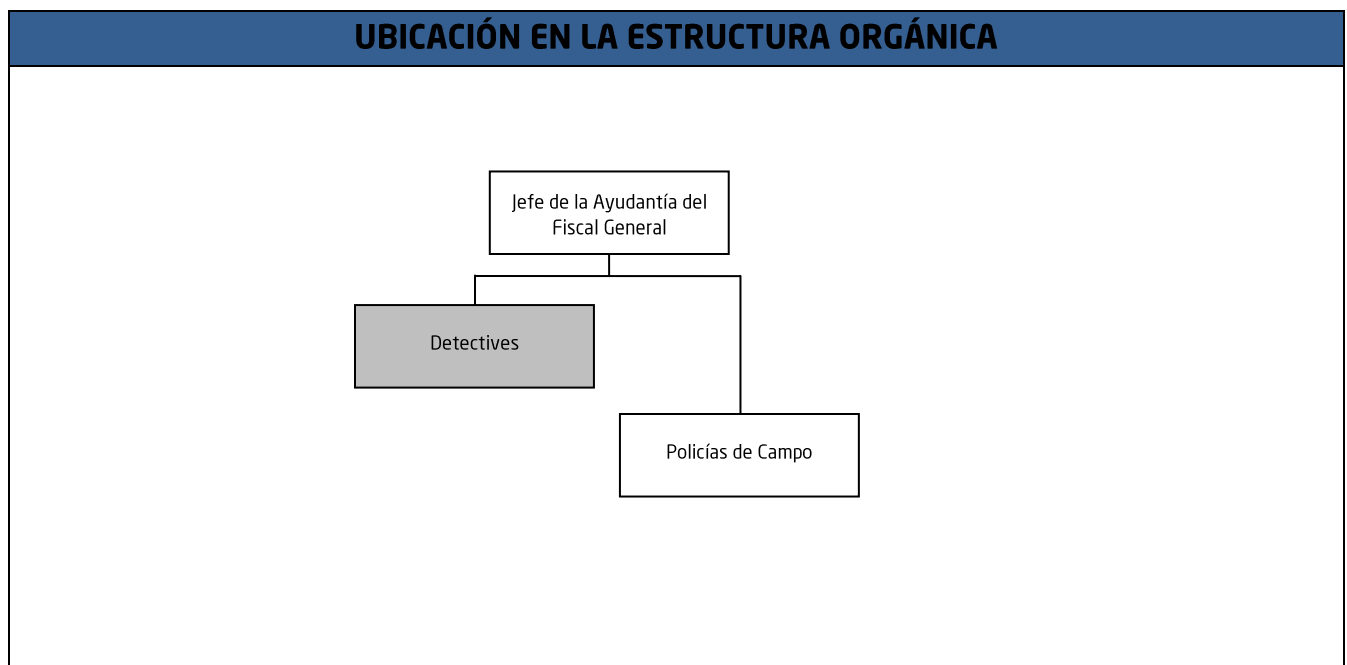 UBICACIÓN EN LA ESTRUCTURA ORGÁNICA
Jefe de la Ayudantía del
Fiscal General
Detectives
Policías de Campo